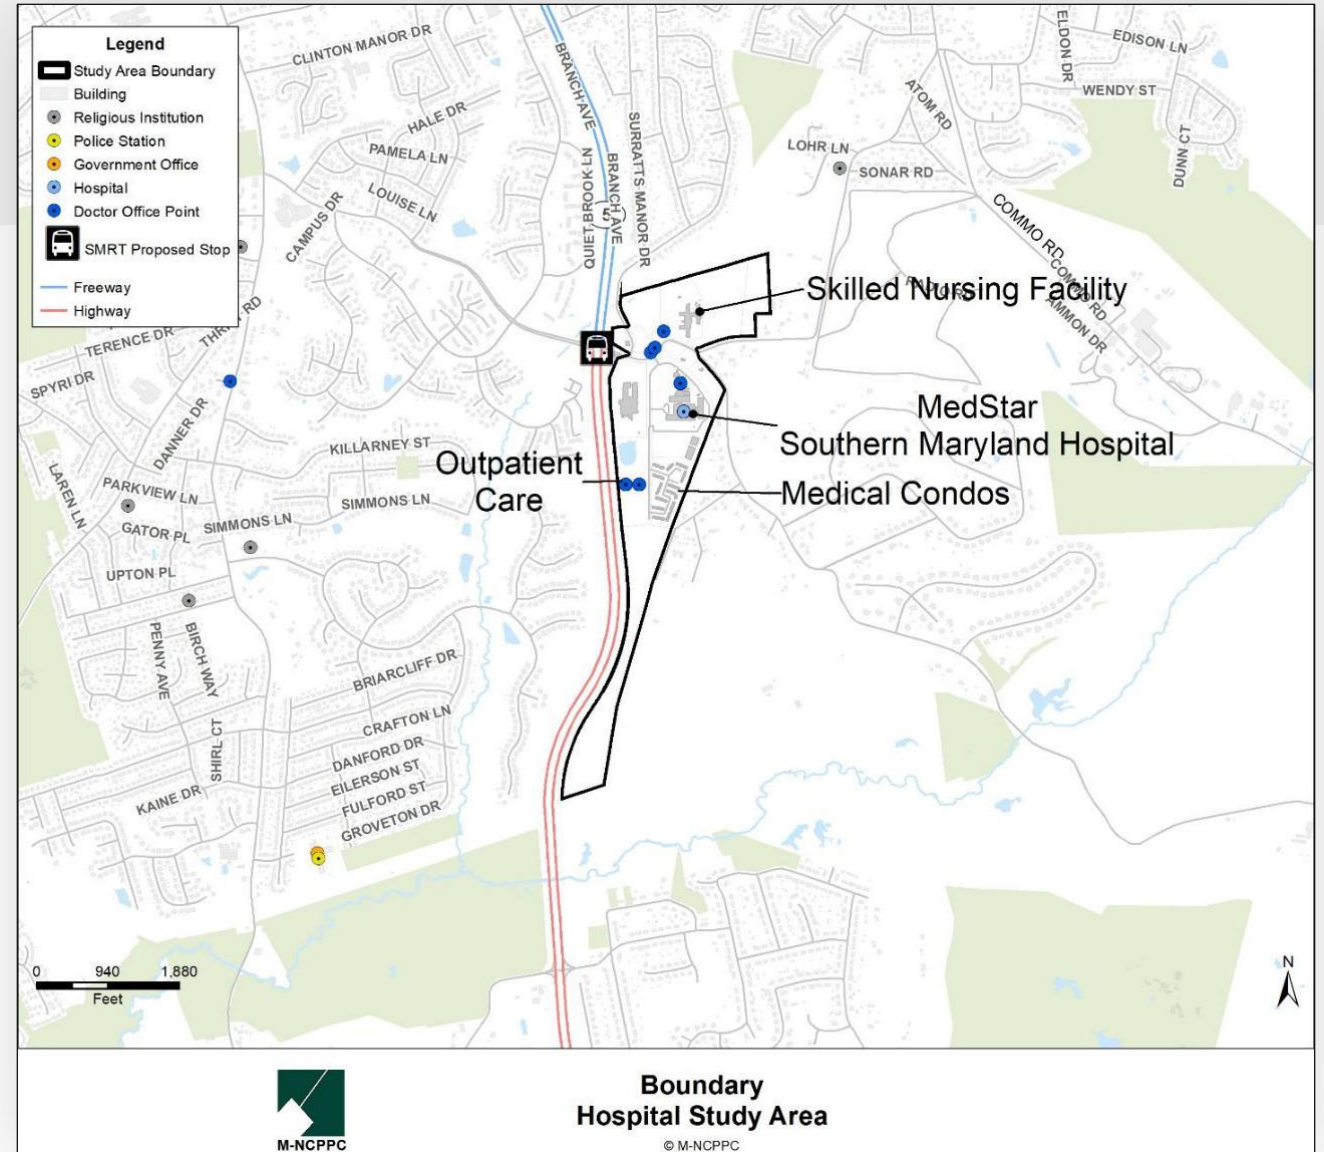 Legend
Study Area Boundary
Building
Religious Institution
Police Station
Government Office
Hospital
Doctor Office Point
SMRT Proposed Stop
Freeway
Highway
CLINTON MANOR DR
HALE DR
PAMELA LN
LOUISE LN
CAMPUS DR
BRANCH AVE
QUIET BROOK LN
BRANCH AVE
SURRATTS MANOR DR
5
ELDON DR
EDISON LN
WENDY ST
DUNN CT
ATOM RD
LOHR LN
SONAR RD
COMMO RD
COMMO RD
RADIO RD
AMMON DR
Skilled Nursing Facility
TERENCE DR
SPYRI DR
DANNER DR
LAREN LN
KILLARNEY ST
PARKVIEW LN
SIMMONS LN
GATOR PL
SIMMONS LN
UPTON PL
Outpatient
Care
MedStar
Southern Maryland Hospital
Medical Condos
PENNY AVE
BIRCH WAY
SHIRL CT
BRIARCLIFF DR
CRAFTON LN
DANFORD DR
EILERSON ST
FULFORD ST
GROVETON DR
KAINE DR
0 940 1,880
Feet
N
M-NCPPC
Boundary
Hospital Study Area
© M-NCPPC